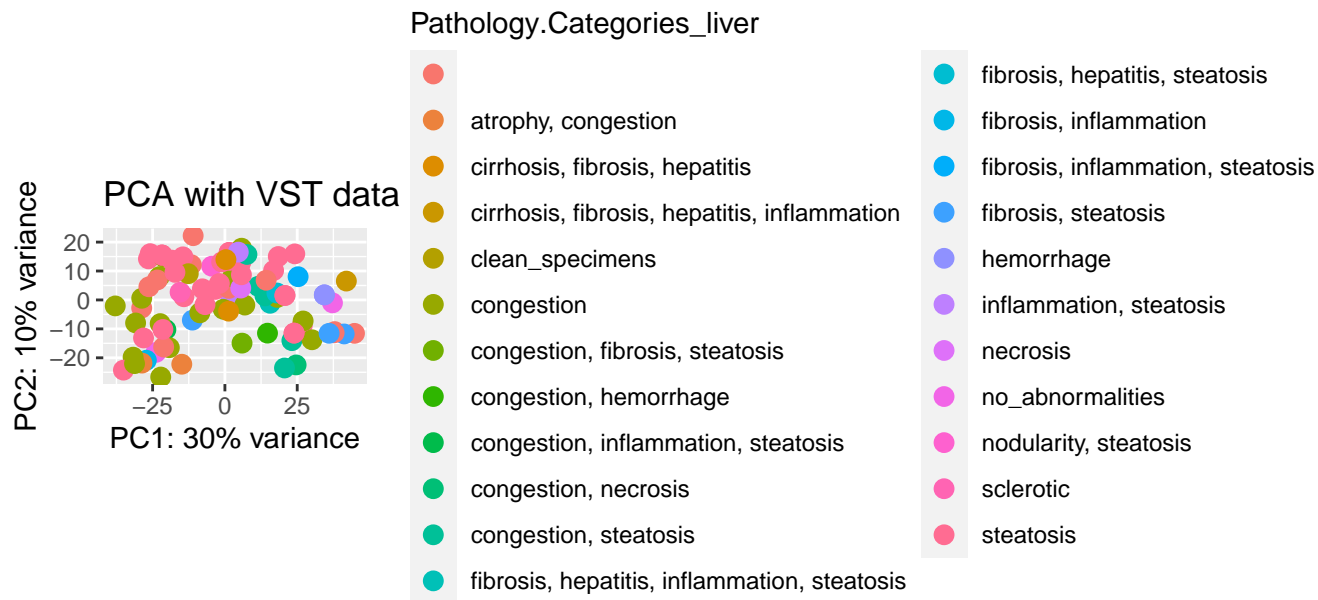 Pathology.Categories_liver
atrophy, congestion
cirrhosis, fibrosis, hepatitis
cirrhosis, fibrosis, hepatitis, inflammation
clean_specimens
congestion
congestion, fibrosis, steatosis
congestion, hemorrhage
congestion, inflammation, steatosis
congestion, necrosis
congestion, steatosis
fibrosis, hepatitis, inflammation, steatosis
fibrosis, hepatitis, steatosis
fibrosis, inflammation
fibrosis, inflammation, steatosis
fibrosis, steatosis
hemorrhage
inflammation, steatosis
necrosis
no_abnormalities
nodularity, steatosis
sclerotic
steatosis
PCA with VST data
PC2: 10% variance
20
10
0
−10
−20
−25 0 25
PC1: 30% variance